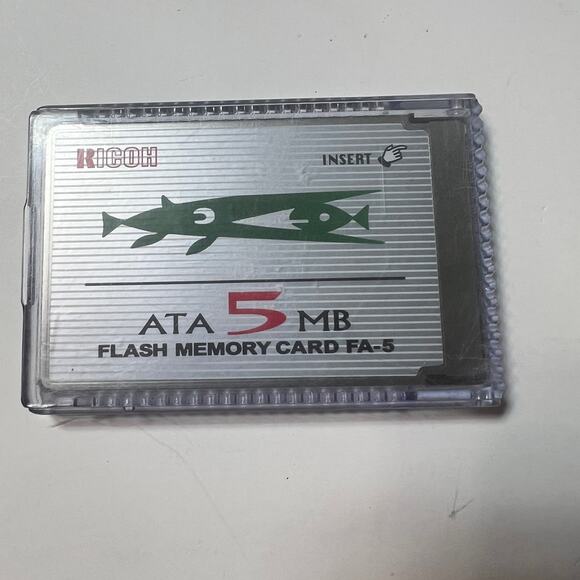 RICOH
INSERT
ATA 5 MB
FLASH MEMORY CARD FA-5